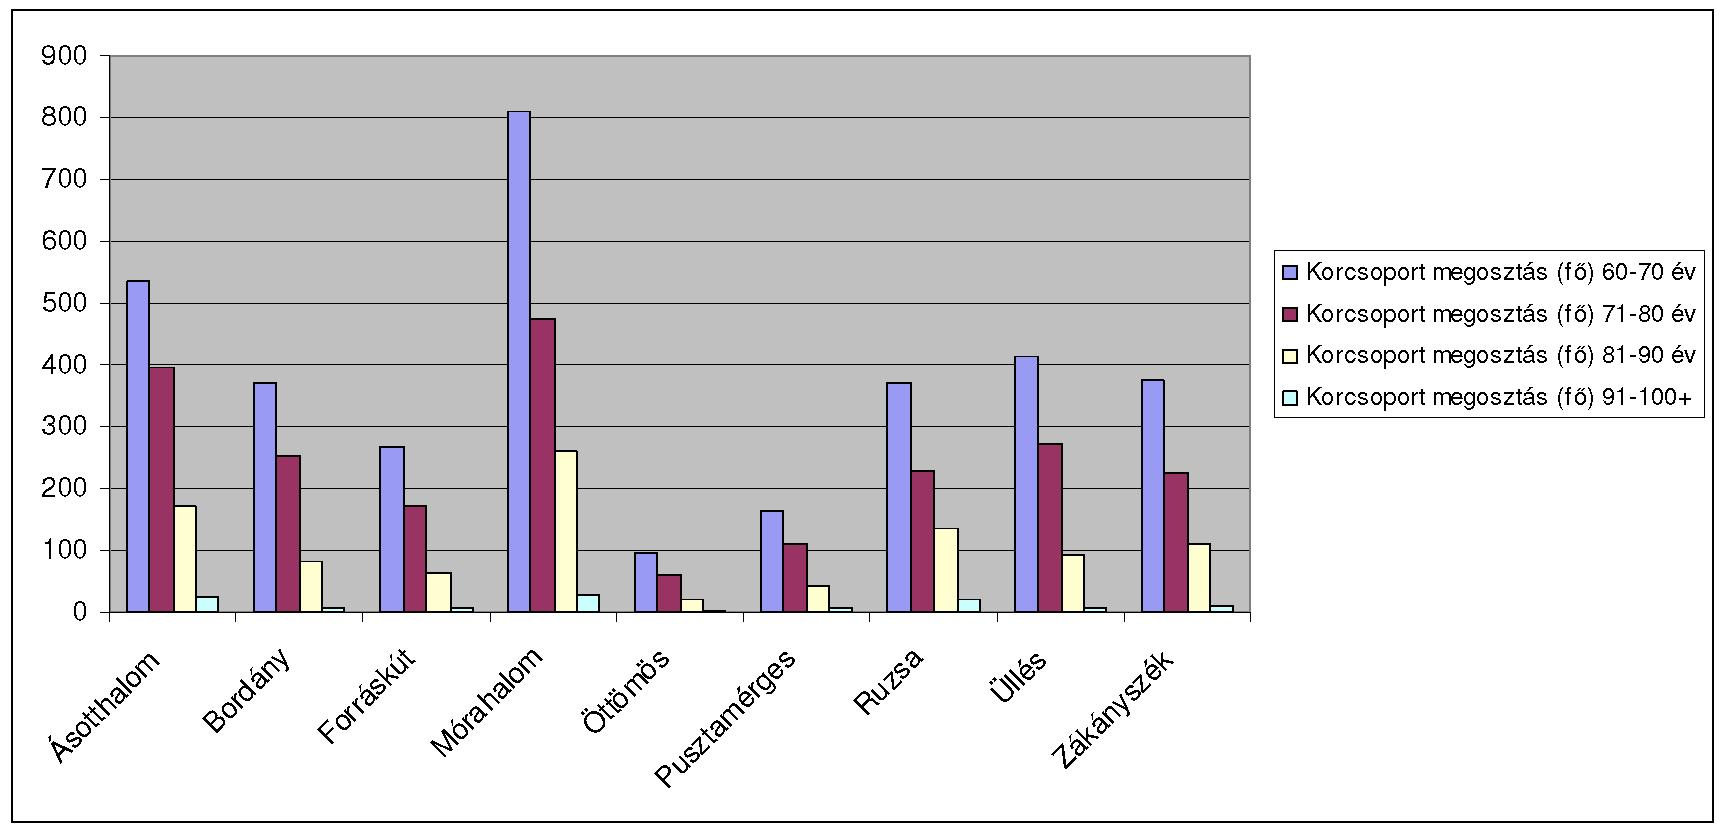 900
800
700
600
500
400
300
200
100
0
Ásotthalom
Bordány
Forráskút
Mórahalom
Öttömös
Pusztamérges
Ruzsa
Üllés
Zákányszék
Korcsoport megosztás (fő) 60-70 év
Korcsoport megosztás (fő) 71-80 év
Korcsoport megosztás (fő) 81-90 év
Korcsoport megosztás (fő) 91-100+